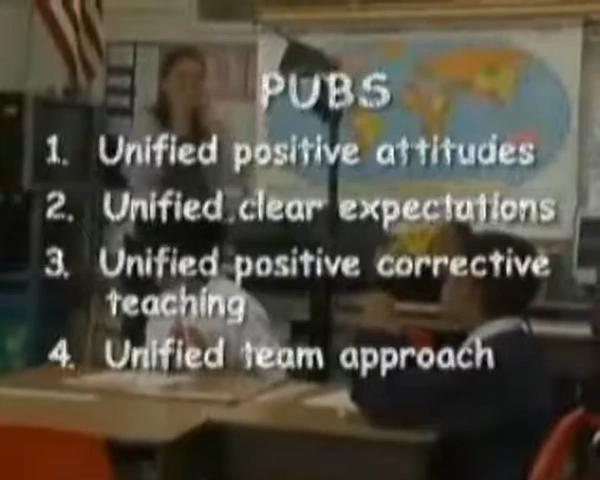 PUBS
1. Unified positive attitudes
2. Unified clear expectations
3. Unified positive corrective
teaching
4. Unified team approach